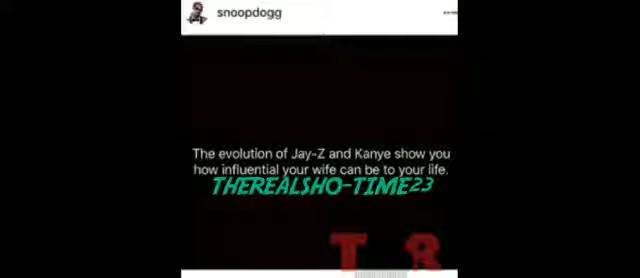 snoopdogg
The evolution of Jay-Z and Kanye show you
how influential your wife can be to your life.
THEREALSHO-TIME23
T R